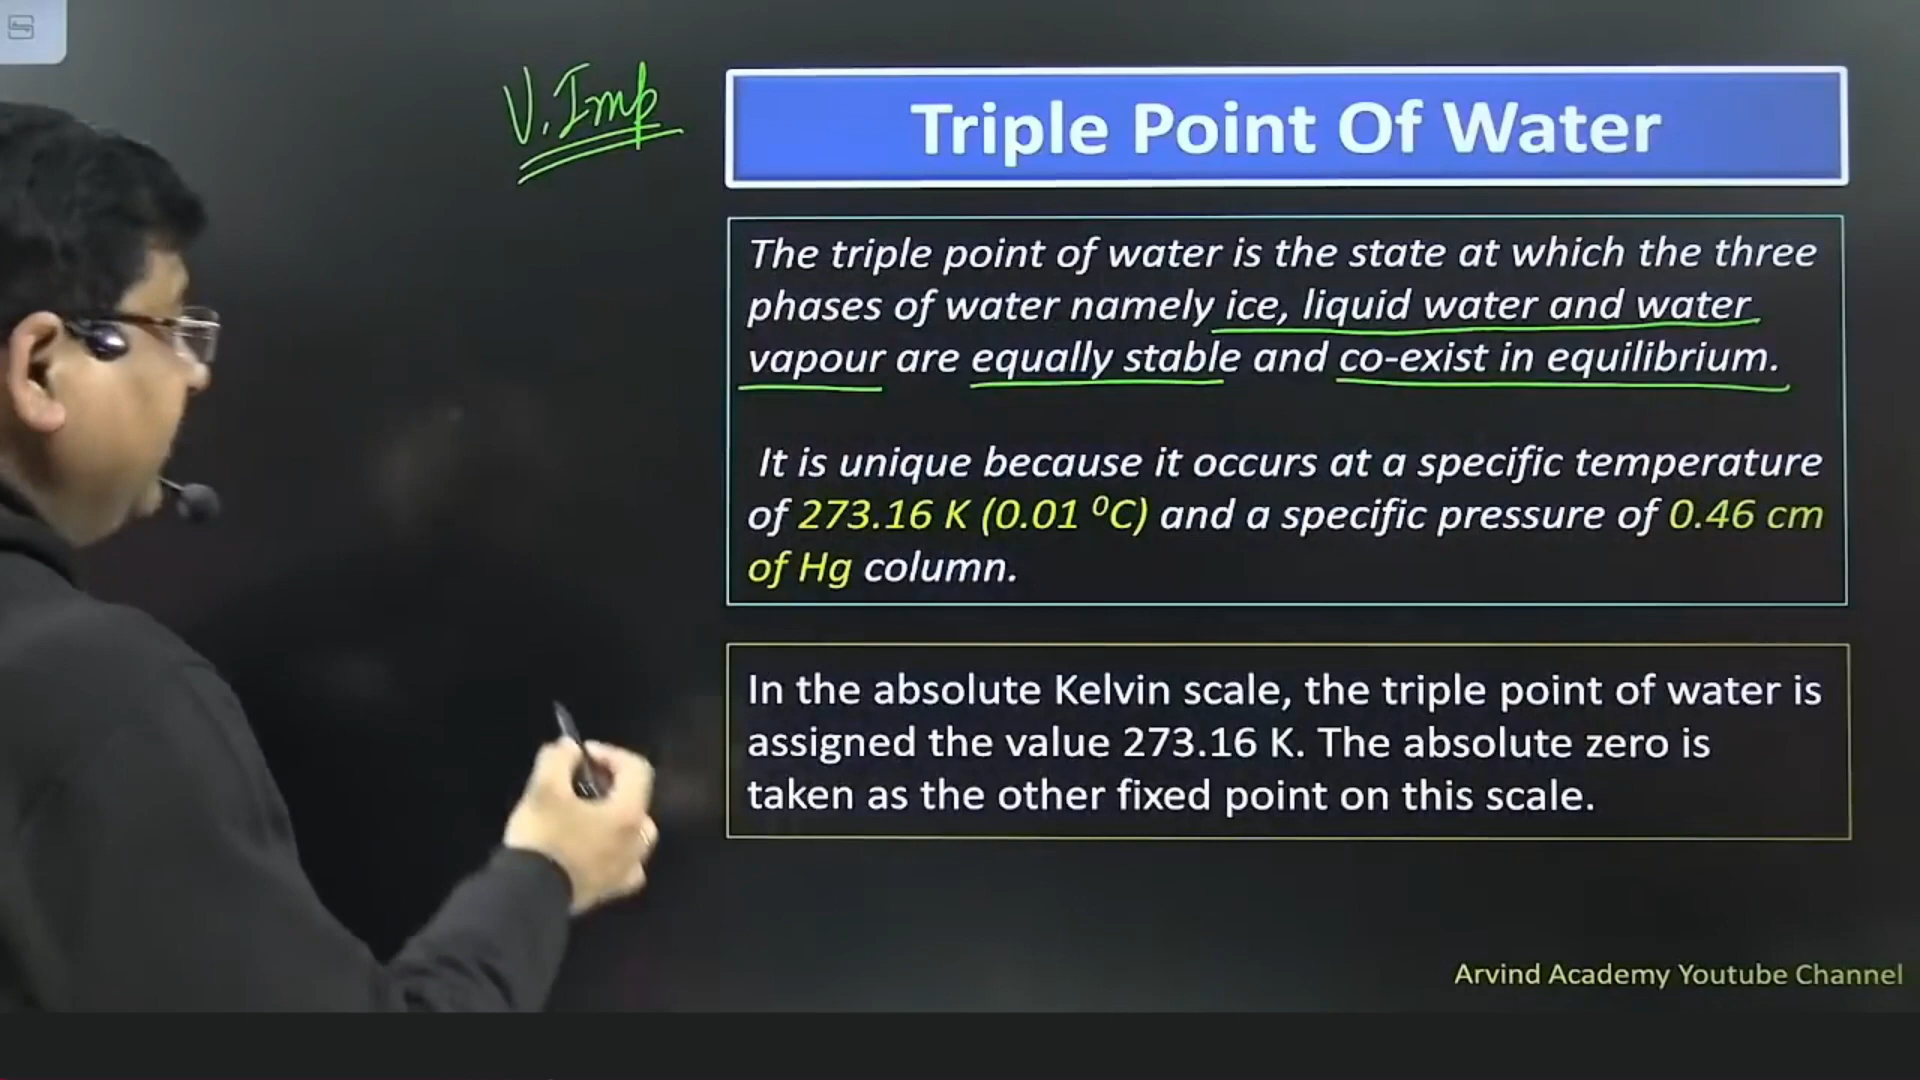 V. Imp
Triple Point Of Water
The triple point of water is the state at which the three
phases of water namely ice, liquid water and water
vapour are equally stable and co-exist in equilibrium.
It is unique because it occurs at a specific temperature
of 273.16 K (0.01 ⁰C) and a specific pressure of 0.46 cm
of Hg column.
In the absolute Kelvin scale, the triple point of water is
assigned the value 273.16 K. The absolute zero is
taken as the other fixed point on this scale.
Arvind Academy Youtube Channel